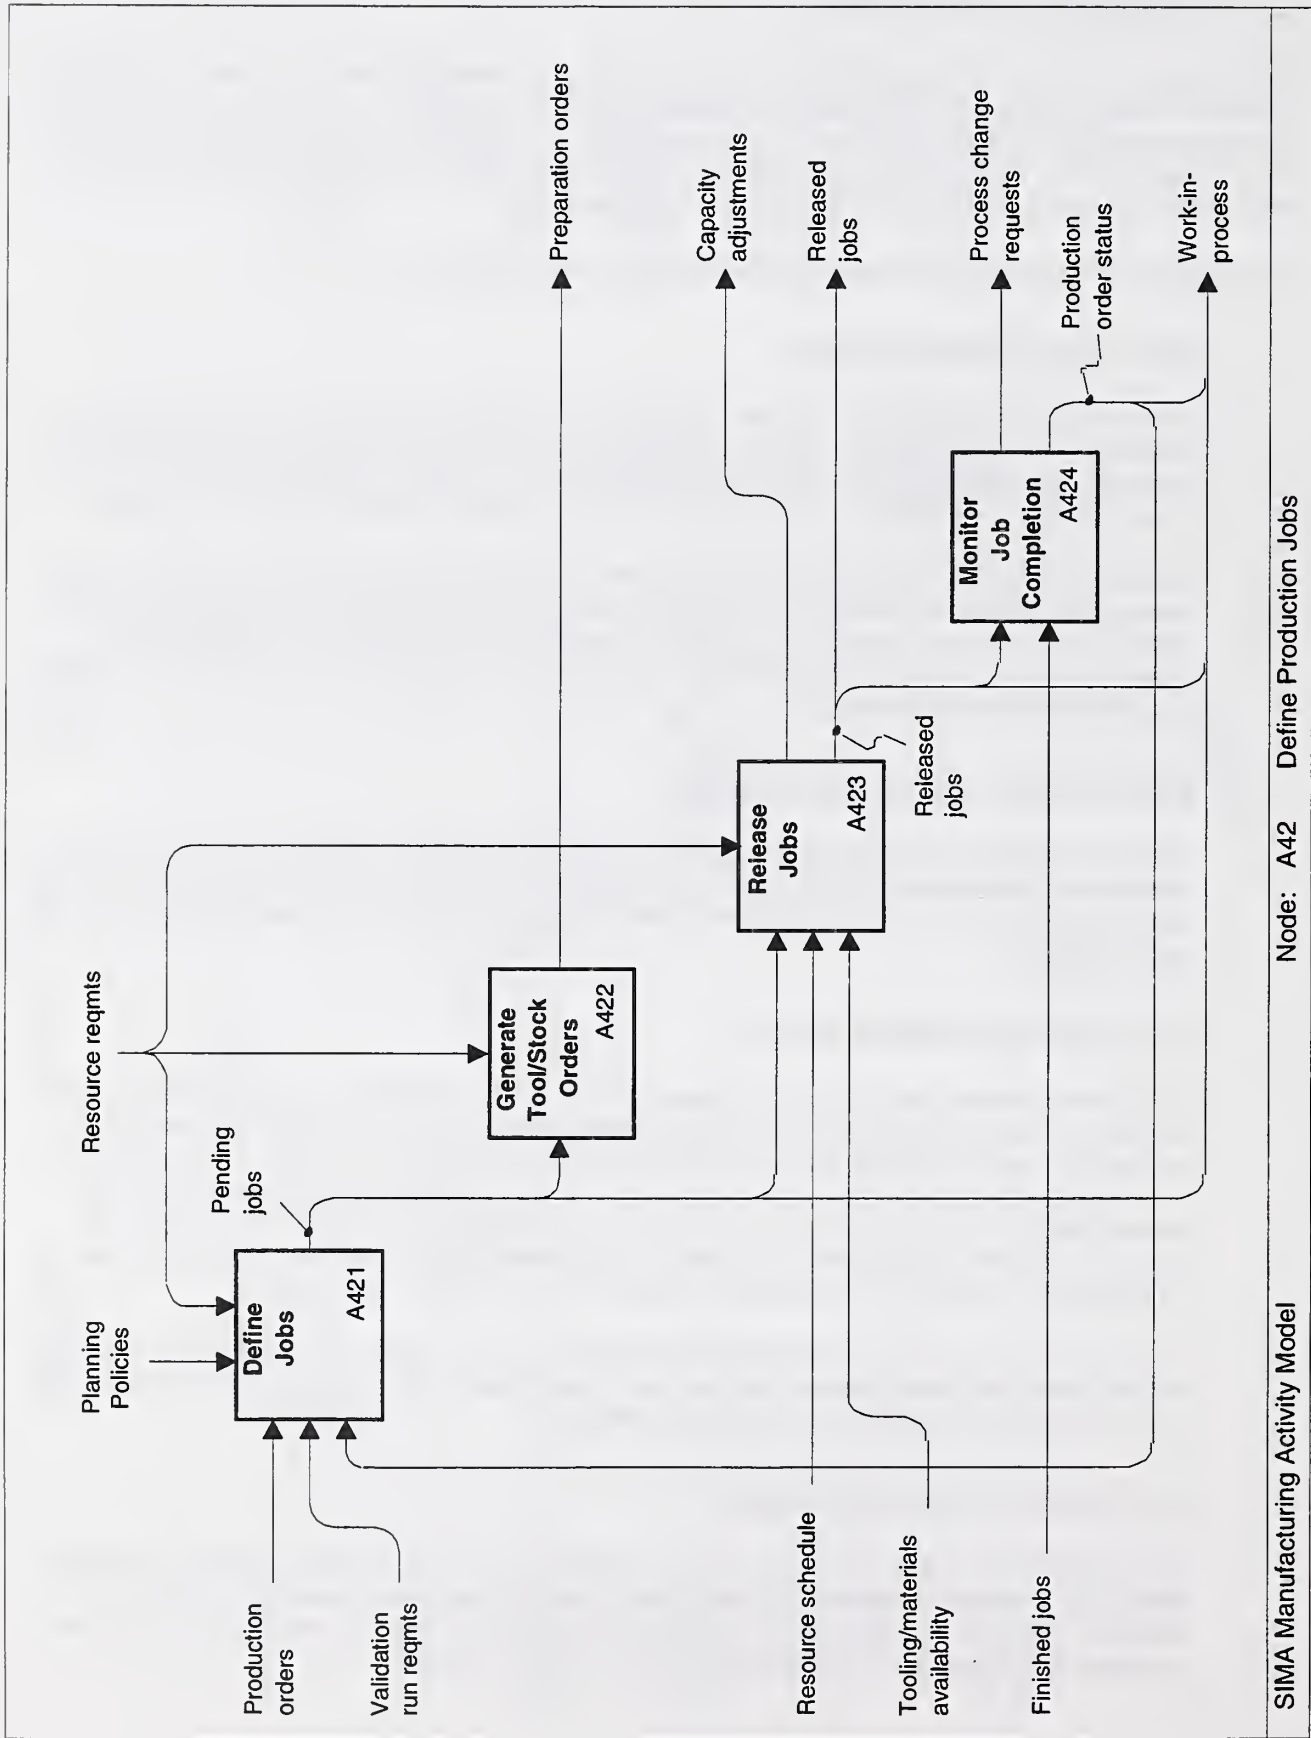 Planning
Policies
Resource reqmts
Production
orders
Validation
run reqmts
Define
Jobs
A421
Pending
jobs
Generate
Tool/Stock
Orders
A422
Preparation orders
Resource schedule
Tooling/materials
availability
Release
Jobs
A423
Released
jobs
Capacity
adjustments
Released
jobs
Finished jobs
Monitor
Job
Completion
A424
Process change
requests
Production
order status
Work-in-
process
SIMA Manufacturing Activity Model
Node: A42 Define Production Jobs